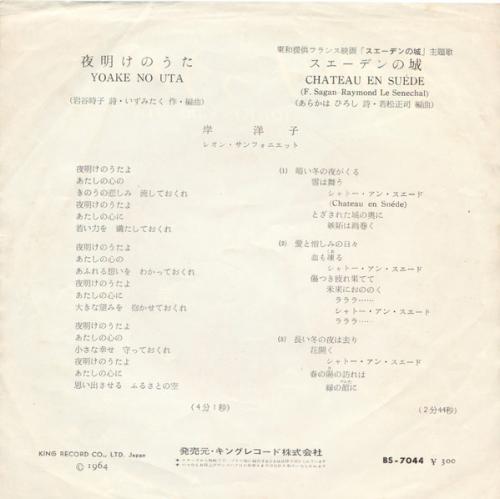 夜明けのうた
YOAKE NO UTA
(岩谷時子 詩・いずみたく 作・編曲)
東和提供フランス映画「スエーデンの城」主題歌
スエーデンの城
CHATEAU EN SUÉDE
(F. Sagan-Raymond Le Senechal)
(あらかは ひろし 詩・若松正司 編曲)
岸 洋子
レオン・サンフォニエット
夜明けのうたよ
あたしの心の
きのうの悲しみ 流しておくれ
夜明けのうたよ
あたしの心に
若い力を 満たしておくれ
夜明けのうたよ
あたしの心の
あふれる想いを わかっておくれ
夜明けのうたよ
あたしの心に
大きな望みを 抱かせておくれ
夜明けのうたよ
あたしの心の
小さな幸せ 守っておくれ
夜明けのうたよ
あたしの心に
思い出させる ふるさとの空
(4分1秒)
(1) 暗い冬の夜がくる
雪は舞う
シャトー・アン・スエード
(Chateau en Suéde)
とざされた城の奥に
嫉妬は渦巻く
(2) 愛と憎しみの日々
血も凍る
シャトー・アン・スエード
傷つき疲れ果てて
未来におののく
ラララ……
シャトー・アン・スエード
ラララ……
(3) 長い冬の夜は去り
花開く
シャトー・アン・スエード
春の陽の訪れは
緑の館に
(2分44秒)
KING RECORD CO., LTD. Japan
© 1964
発売元・キングレコード株式会社
BS-7044 ¥300